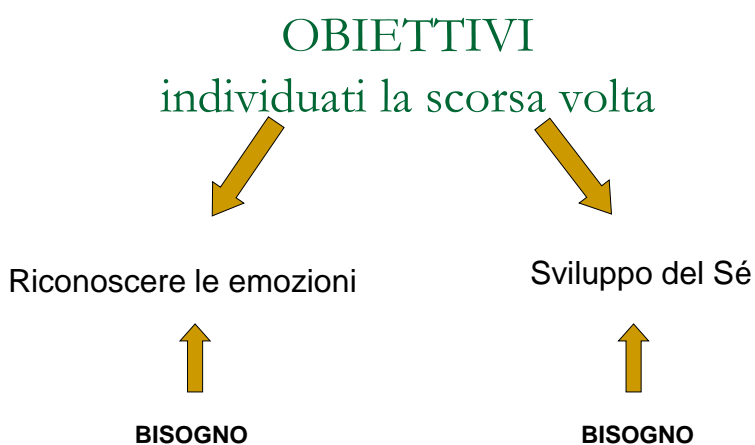 OBIETTIVI
individuati la scorsa volta
Riconoscere le emozioni
Sviluppo del Sé
BISOGNO
BISOGNO